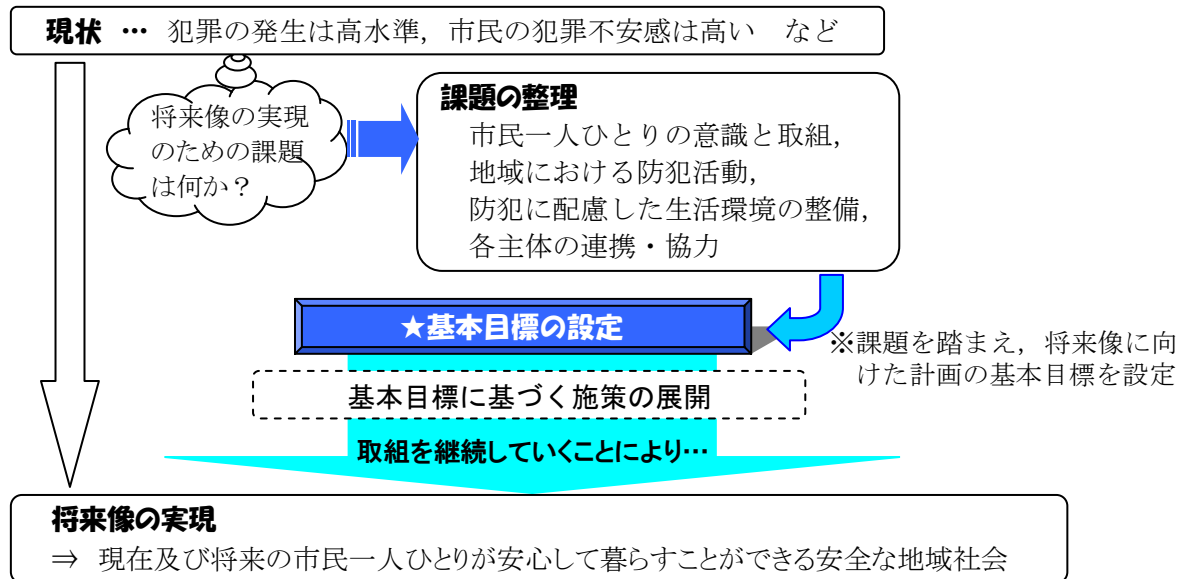 現状 … 犯罪の発生は高水準，市民の犯罪不安感は高い　など
将来像の実現
のための課題
は何か？
課題の整理
市民一人ひとりの意識と取組，
地域における防犯活動，
防犯に配慮した生活環境の整備，
各主体の連携・協力
★基本目標の設定
※課題を踏まえ，将来像に向
けた計画の基本目標を設定
基本目標に基づく施策の展開
取組を継続していくことにより…
将来像の実現
⇒ 現在及び将来の市民一人ひとりが安心して暮らすことができる安全な地域社会